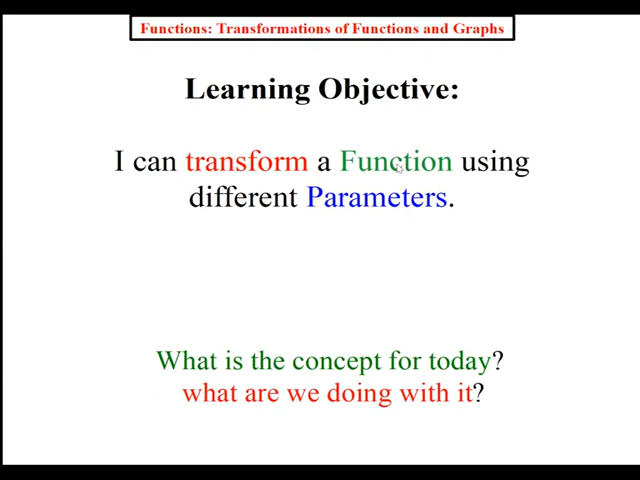 Functions: Transformations of Functions and Graphs
Learning Objective:
I can transform a Function using
different Parameters.
What is the concept for today?
what are we doing with it?